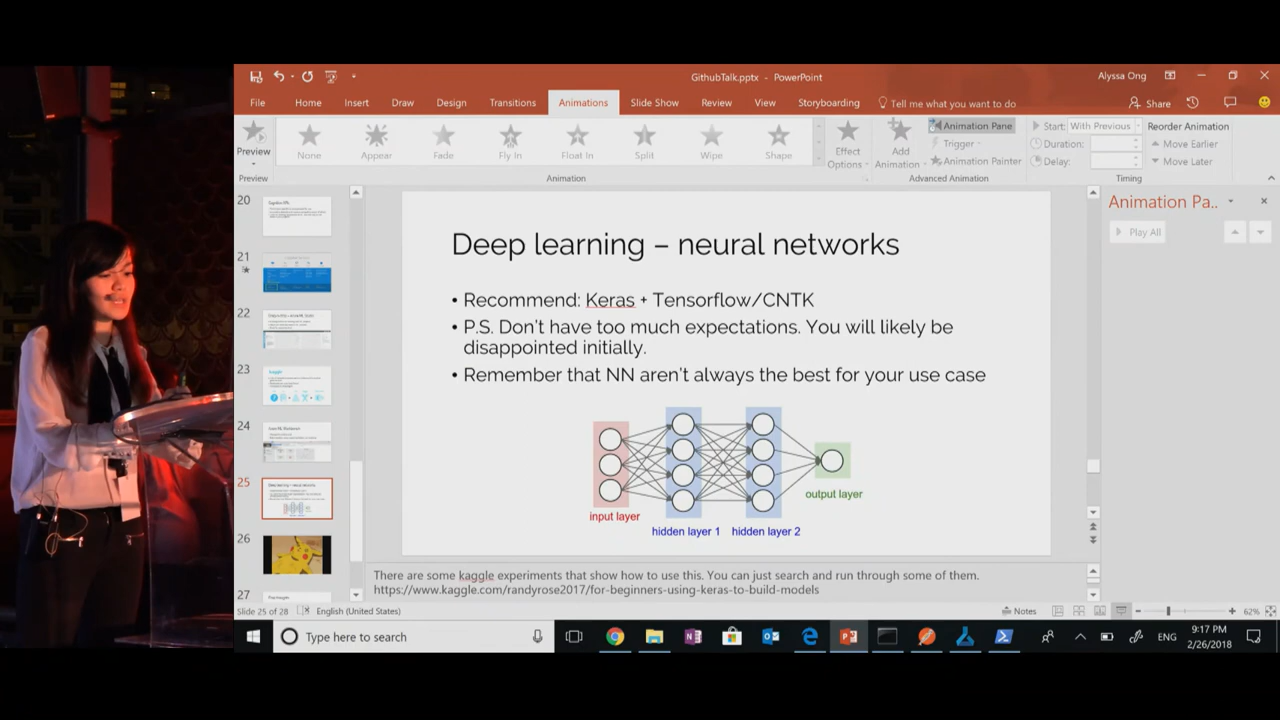 GithubTalk.pptx - PowerPoint
Alyssa Ong
File
Home
Insert
Draw
Design
Transitions
Animations
Slide Show
Review
View
Storyboarding
Tell me what you want to do
Share
Preview
None
Appear
Fade
Fly In
Float In
Split
Wipe
Shape
Effect
Options
Add
Animation
Animation Pane
Trigger
Animation Painter
Start: With Previous
Duration:
Delay:
Reorder Animation
Move Earlier
Move Later
Preview
Animation
Advanced Animation
Timing
20
21
22
23
24
25
26
27
Deep learning – neural networks
• Recommend: Keras + Tensorflow/CNTK
• P.S. Don't have too much expectations. You will likely be
disappointed initially.
• Remember that NN aren't always the best for your use case
input layer
hidden layer 1
hidden layer 2
output layer
Animation Pa..
Play All
There are some kaggle experiments that show how to use this. You can just search and run through some of them.
https://www.kaggle.com/randyrose2017/for-beginners-using-keras-to-build-models
Slide 25 of 28
English (United States)
Notes
62%
Type here to search
ENG
9:17 PM
2/26/2018